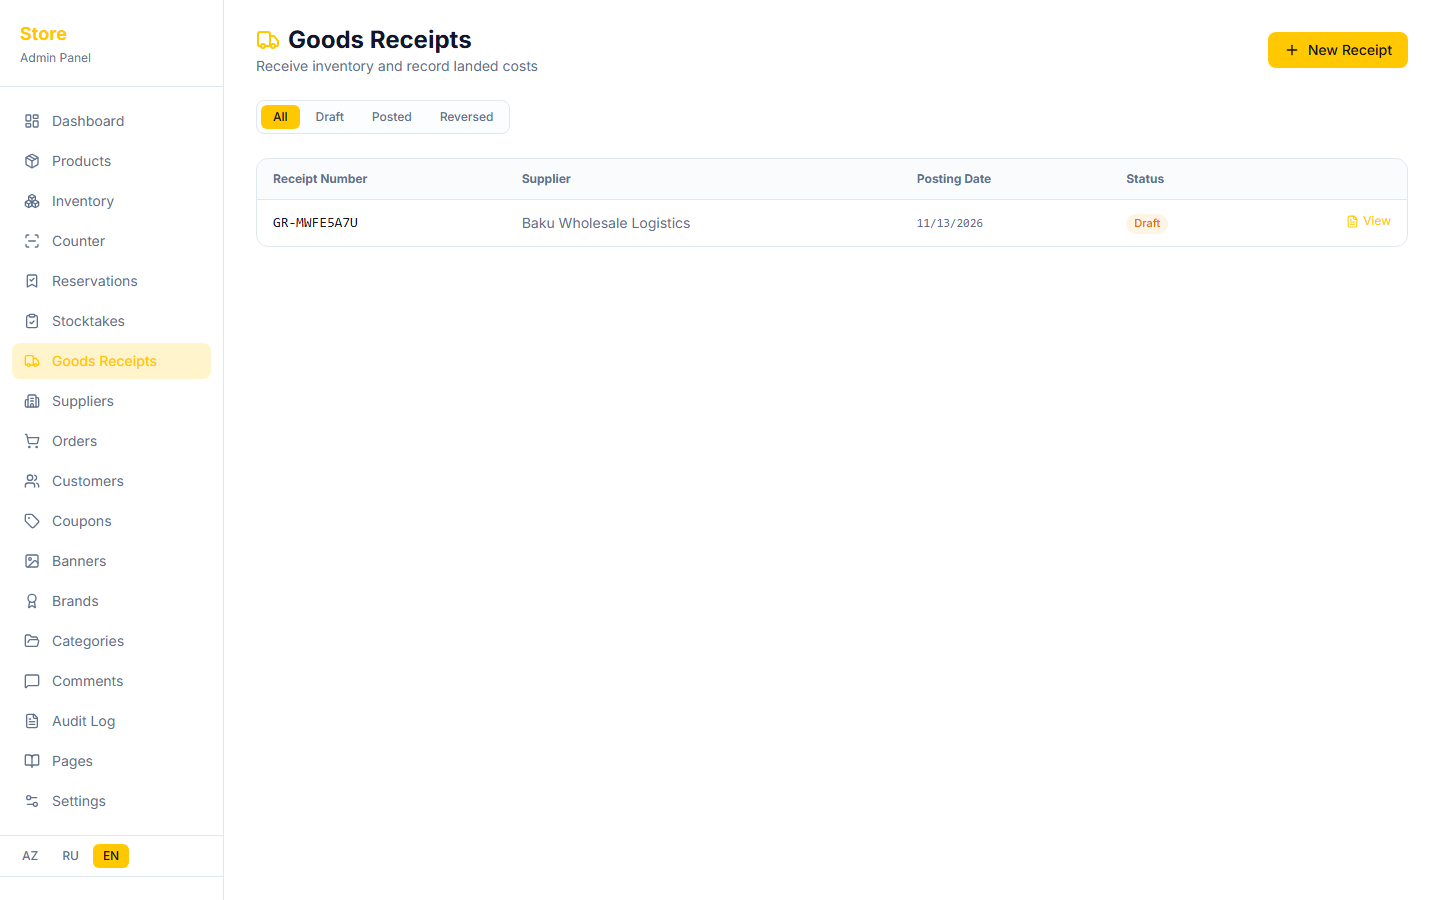 Store
Admin Panel
Dashboard
Products
Inventory
Counter
Reservations
Stocktakes
Goods Receipts
Suppliers
Orders
Customers
Coupons
Banners
Brands
Categories
Comments
Audit Log
Pages
Settings
AZ RU EN
Goods Receipts
Receive inventory and record landed costs
New Receipt
All Draft Posted Reversed
Receipt Number Supplier Posting Date Status
GR-MWFE5A7U Baku Wholesale Logistics 11/13/2026 Draft View